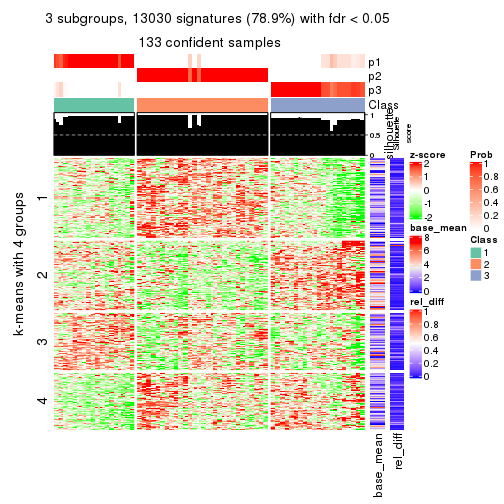 3 subgroups, 13030 signatures (78.9%) with fdr < 0.05
133 confident samples
p1
p2
p3
Class
1
0.5
0
silhouette
Silhouette
score
k-means with 4 groups
1
2
3
4
base_mean
rel_diff
z-score
2
1
0
-1
-2
base_mean
8
6
4
2
0
rel_diff
1
0.8
0.6
0.4
0.2
0
Prob
1
0.8
0.6
0.4
0.2
0
Class
1
2
3